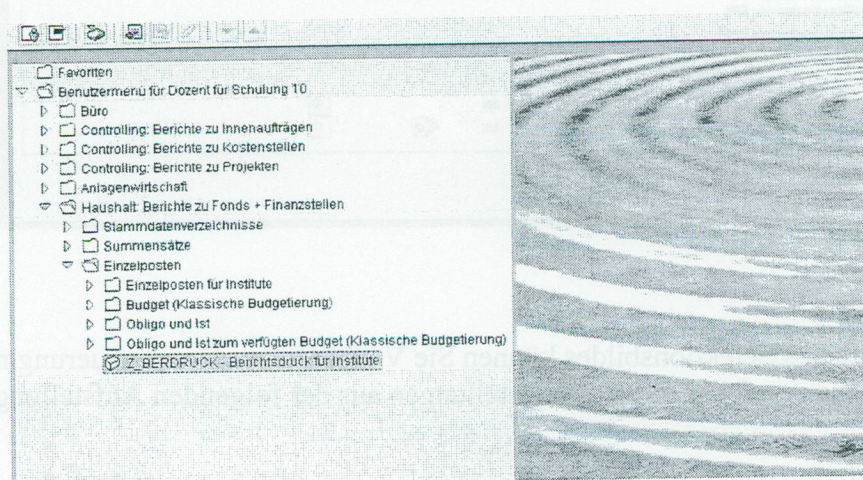 Favoriten
Benutzermenü für Dozent für Schulung 10
Büro
Controlling: Berichte zu Innenaufträgen
Controlling: Berichte zu Kostenstellen
Controlling: Berichte zu Projekten
Anlagenwirtschaft
Haushalt: Berichte zu Fonds + Finanzstellen
Stammdatenverzeichnisse
Summensätze
Einzelposten
Einzelposten für Institute
Budget (Klassische Budgetierung)
Obligo und Ist
Obligo und Ist zum verfügten Budget (Klassische Budgetierung)
Z_BERDRUCK - Berichtsdruck für Institute